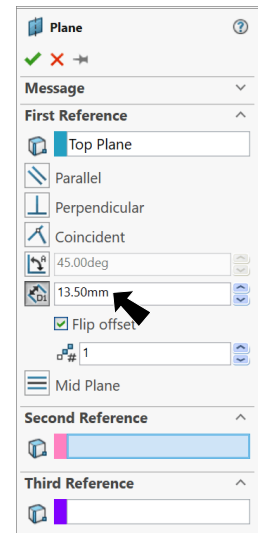 Plane
Message
First Reference
Top Plane
Parallel
Perpendicular
Coincident
45.00deg
13.50mm
Flip offset
# 1
Mid Plane
Second Reference
Third Reference